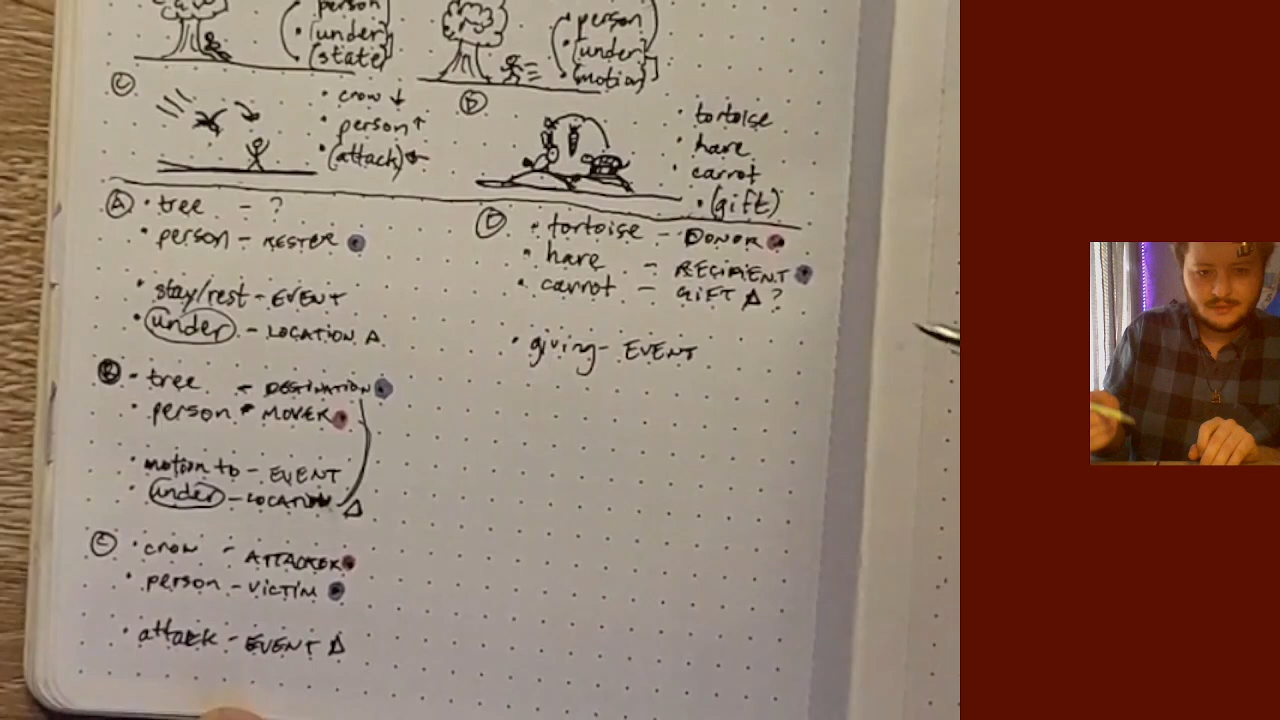 person
(under)
(state)
person
(under)
(motion)
C
• crow ↓
• person ↑
• (attack) ←
D
• tortoise
• hare
• carrot
• (gift)
A • tree - ?
• person - RESTER
• stay/rest - EVENT
• under - LOCATION Δ
B • tree - DESTINATION
• person - MOVER
• motion to - EVENT
• under - LOCATION Δ
C • crow - ATTACKER
• person - VICTIM
• attack - EVENT Δ
D • tortoise - DONOR
• hare - RECIPIENT
• carrot - GIFT Δ ?
• giving - EVENT